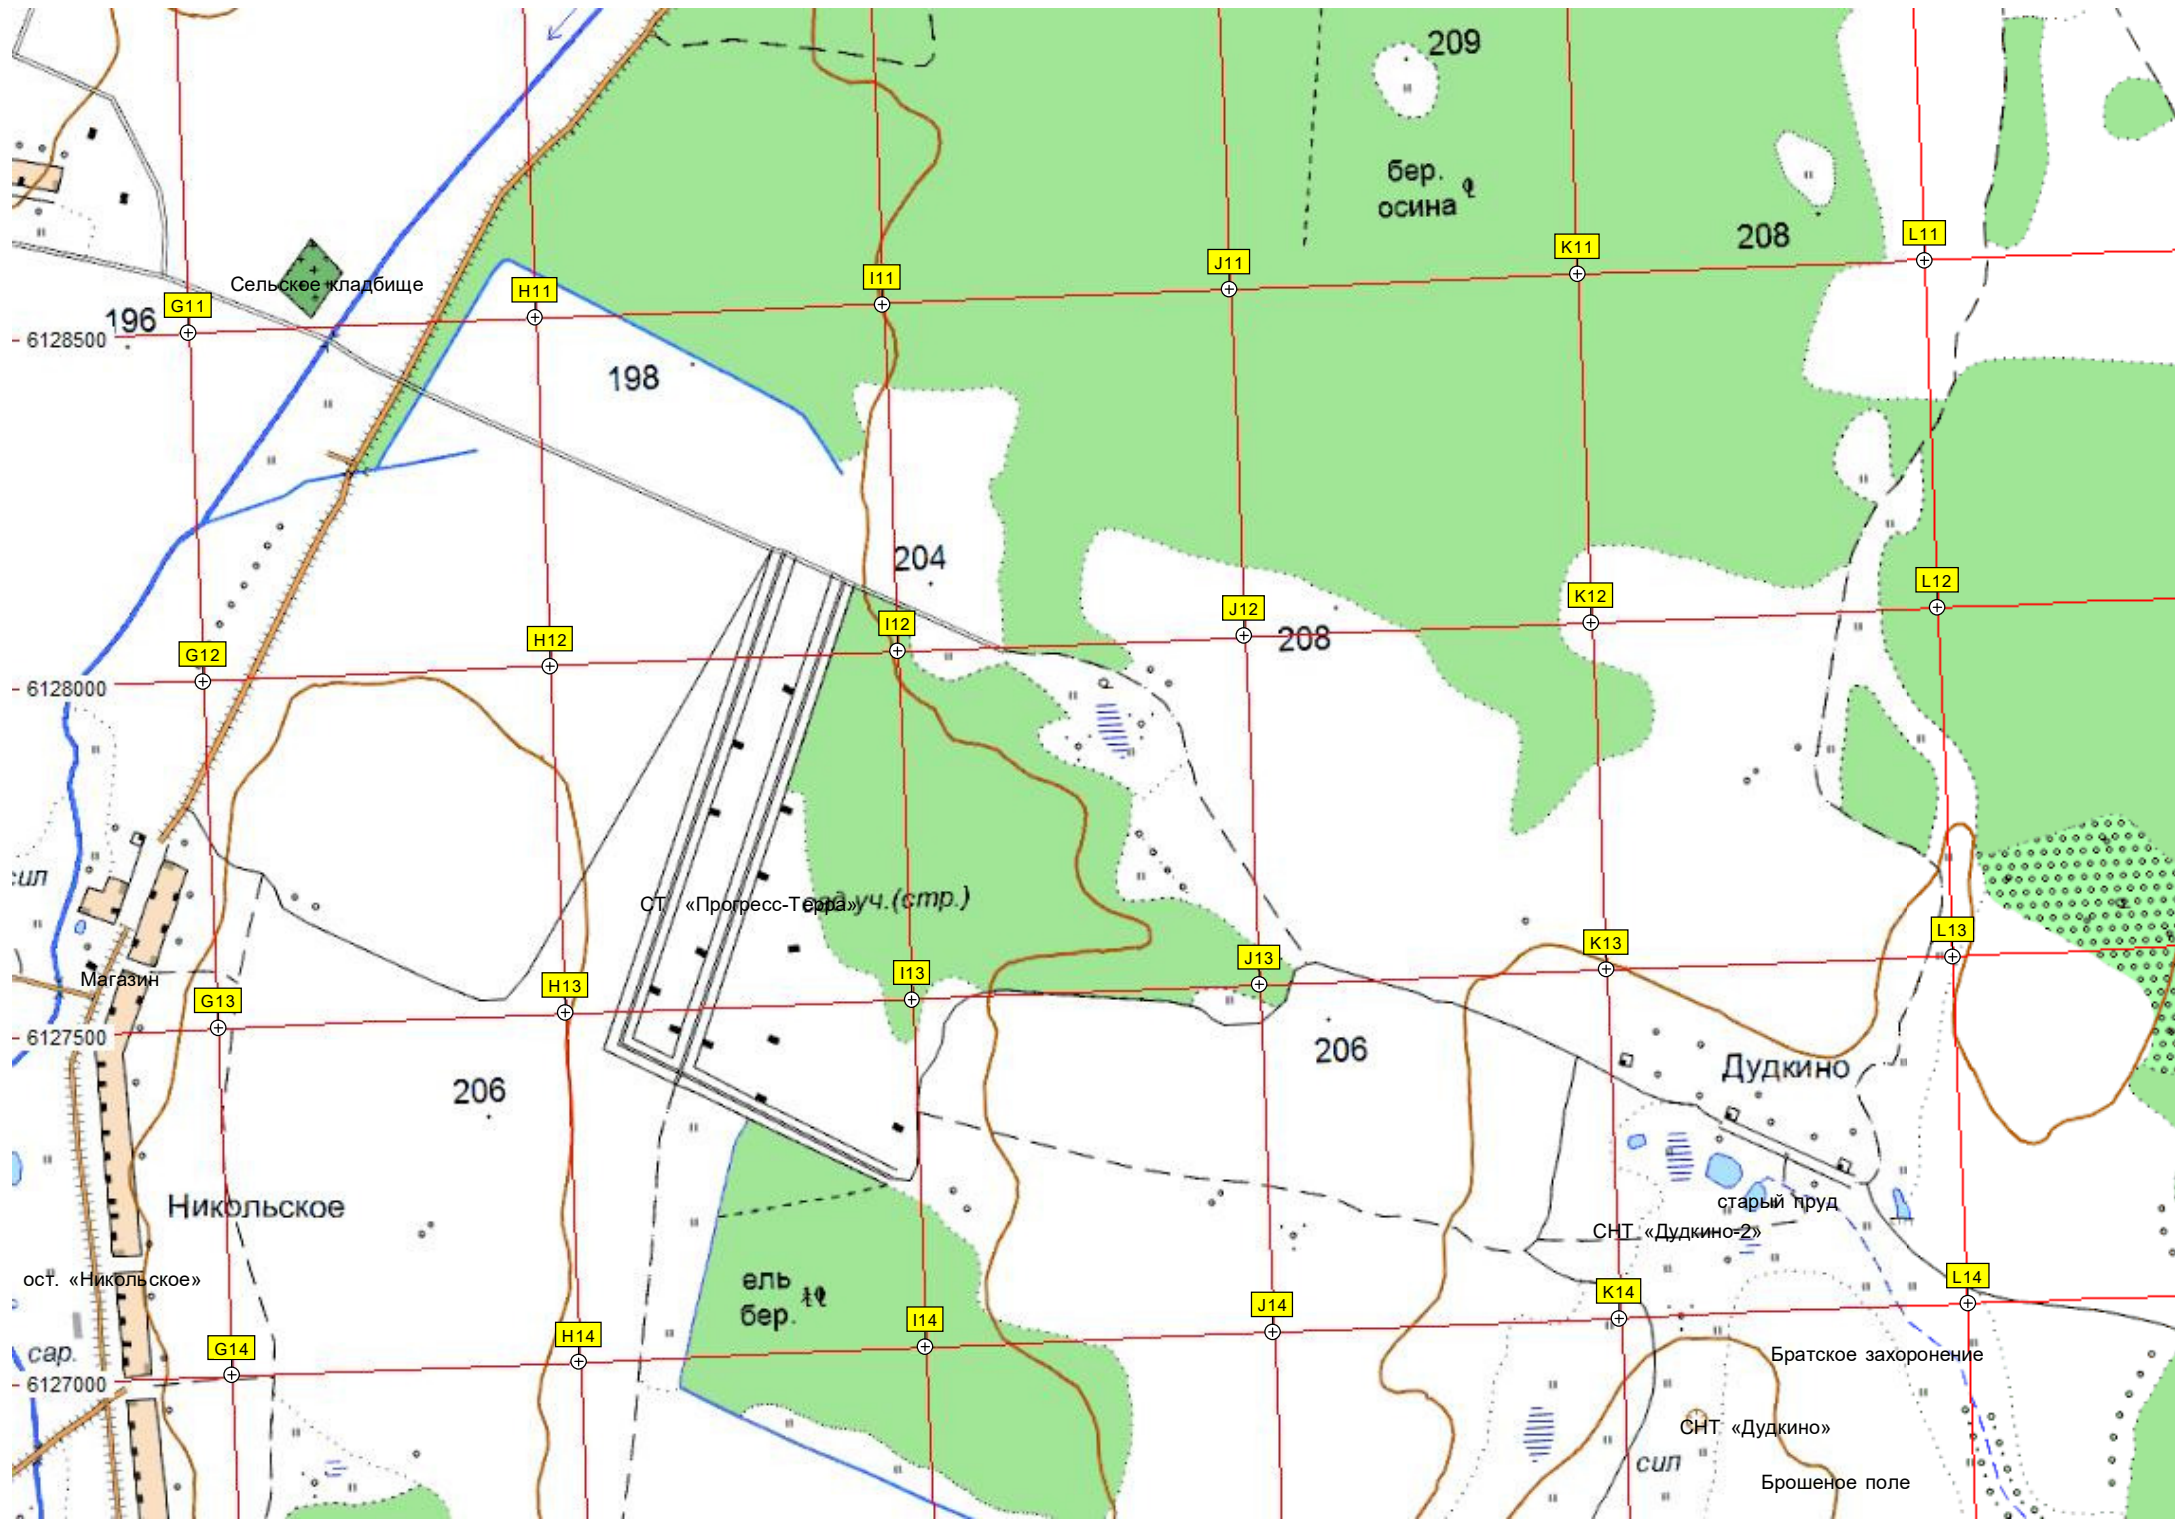 209
бер.
осина
208
L11
K11
J11
I11
Сельское кладбище
H11
G11
196
6128500
198
204
L12
K12
J12
208
I12
H12
G12
6128000
сил
СТ «Прогресс-Терра»
уч.(стр.)
L13
K13
J13
I13
Магазин
H13
G13
6127500
206
Дудкино
206
Никольское
старый пруд
СНТ «Дудкино-2»
ост. «Никольское»
ель
бер.
L14
K14
J14
I14
H14
G14
сар.
Братское захоронение
6127000
СНТ «Дудкино»
сил
Брошеное поле